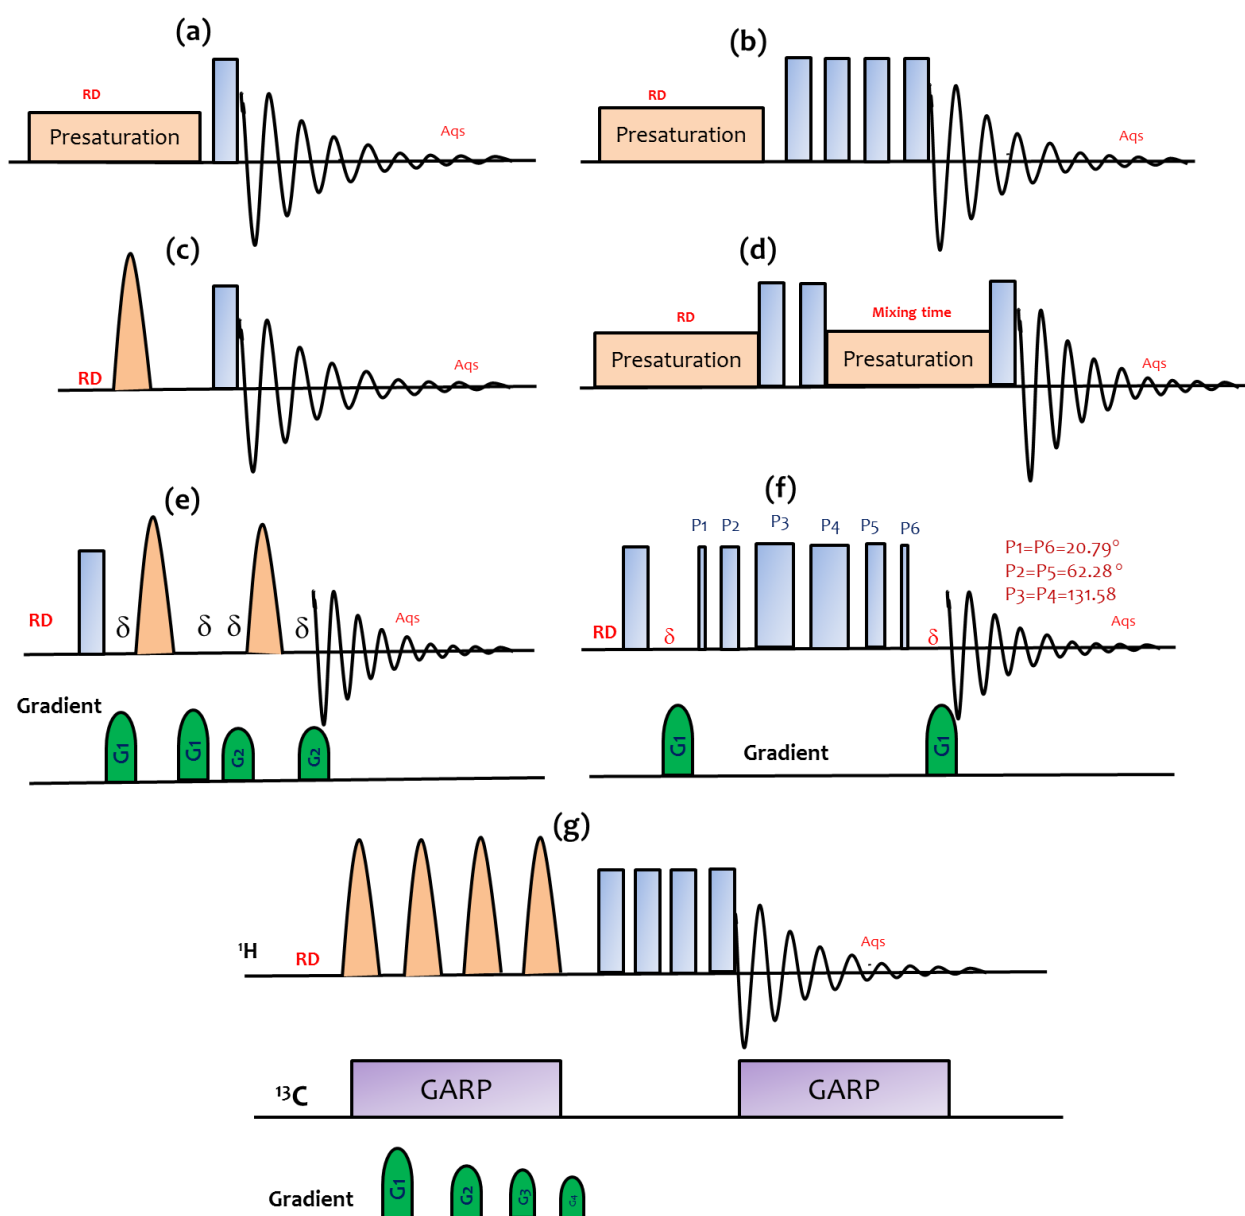 (a)
RD
Presaturation
Aqs
(b)
RD
Presaturation
Aqs
(c)
RD
Aqs
(d)
RD
Presaturation
Mixing time
Presaturation
Aqs
(e)
RD
δ
δ
δ
δ
Aqs
Gradient
G1
G1
G2
G2
(f)
P1
P2
P3
P4
P5
P6
P1=P6=20.79°
P2=P5=62.28°
P3=P4=131.58
RD
δ
δ
Aqs
G1
Gradient
G1
(g)
¹H
RD
Aqs
¹³C
GARP
GARP
Gradient
G1
G2
G3
G4